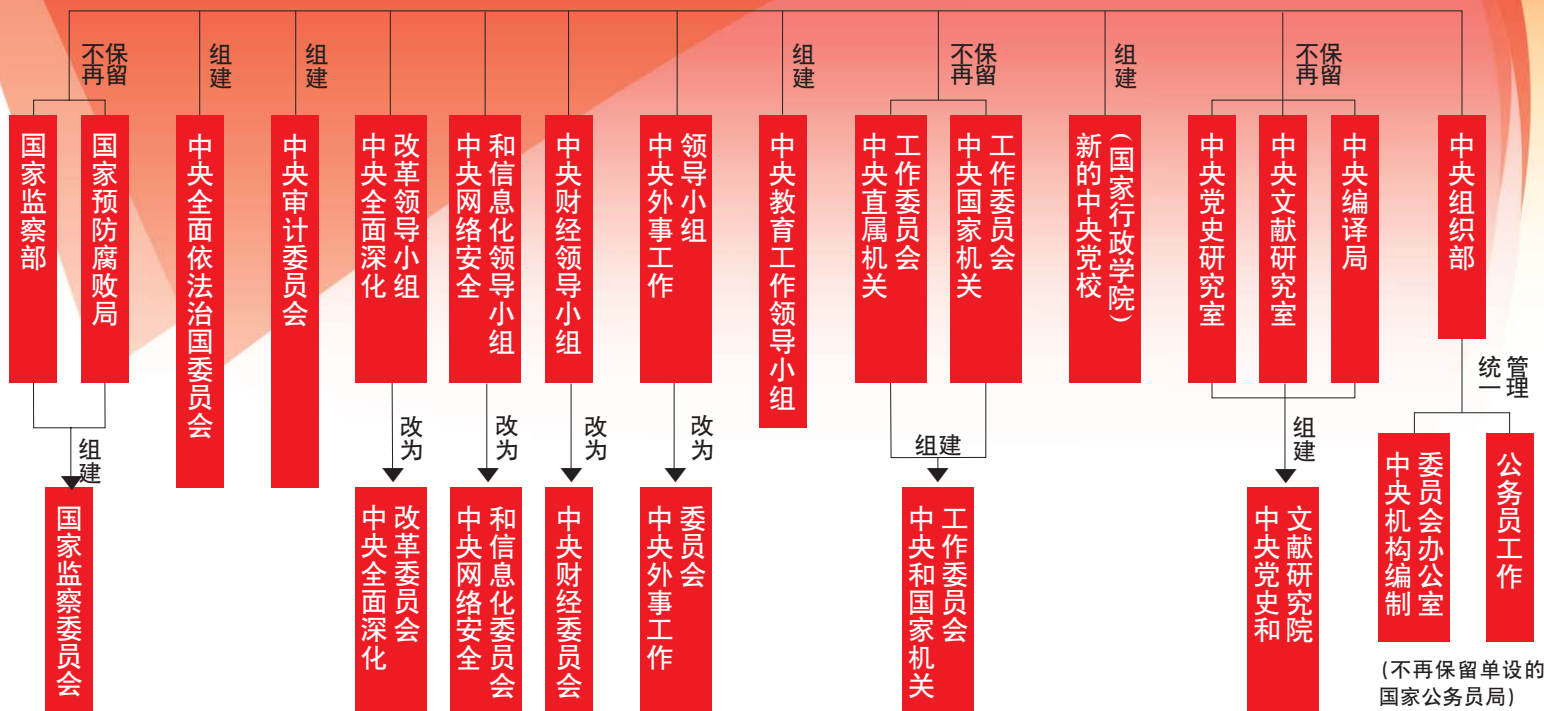 不再
保留
组建
组建
组建
不再
保留
组建
不再
保留
国家监察部
国家预防腐败局
中央全面依法治国委员会
中央审计委员会
中央全面深化
改革领导小组
中央网络安全
和信息化领导小组
中央财经领导小组
中央外事工作
领导小组
中央教育工作领导小组
中央直属机关
工作委员会
中央国家机关
工作委员会
新的中央党校
(国家行政学院)
中央党史研究室
中央文献研究室
中央编译局
中央组织部
组建
改为
改为
改为
改为
组建
组建
统一
管理
国家监察委员会
中央全面深化
改革委员会
中央网络安全
和信息化委员会
中央财经委员会
中央外事工作
委员会
中央和国家机关
工作委员会
中央党史和
文献研究院
中央机构编制
委员会办公室
公务员工作
(不再保留单设的
国家公务员局)